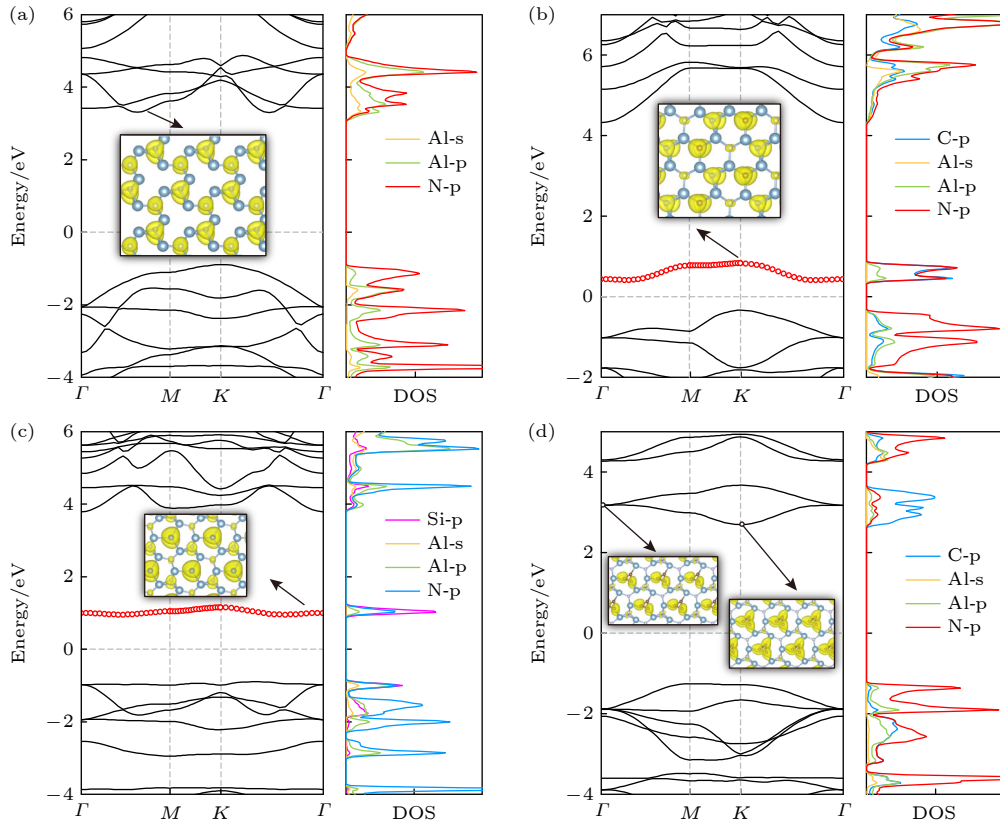 (a)
6
4
2
0
−2
−4
Energy/eV
Γ
M
K
Γ
Al-s
Al-p
N-p
DOS
(b)
6
4
2
0
−2
Energy/eV
Γ
M
K
Γ
C-p
Al-s
Al-p
N-p
DOS
(c)
6
4
2
0
−2
−4
Energy/eV
Γ
M
K
Γ
Si-p
Al-s
Al-p
N-p
DOS
(d)
4
2
0
−2
−4
Energy/eV
Γ
M
K
Γ
C-p
Al-s
Al-p
N-p
DOS